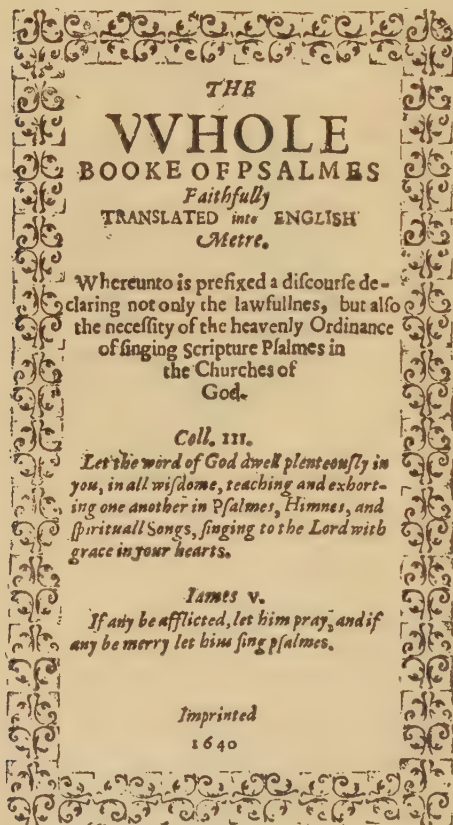 THE
VVHOLE
BOOKE OF PSALMES
Faithfully
TRANSLATED into ENGLISH
Metre.
Whereunto is prefixed a diſcourſe de-
claring not only the lawfullnes, but alſo
the neceſſity of the heavenly Ordinance
of ſinging Scripture Pſalmes in
the Churches of
God.
Coll. III.
Let the word of God dwell plenteouſly in
you, in all wiſdome, teaching and exhort-
ing one another in Pſalmes, Himnes, and
ſpirituall Songs, ſinging to the Lord with
grace in your hearts.
Iames V.
If any be afflicted, let him pray, and if
any be merry let him ſing pſalmes.
Imprinted
1640